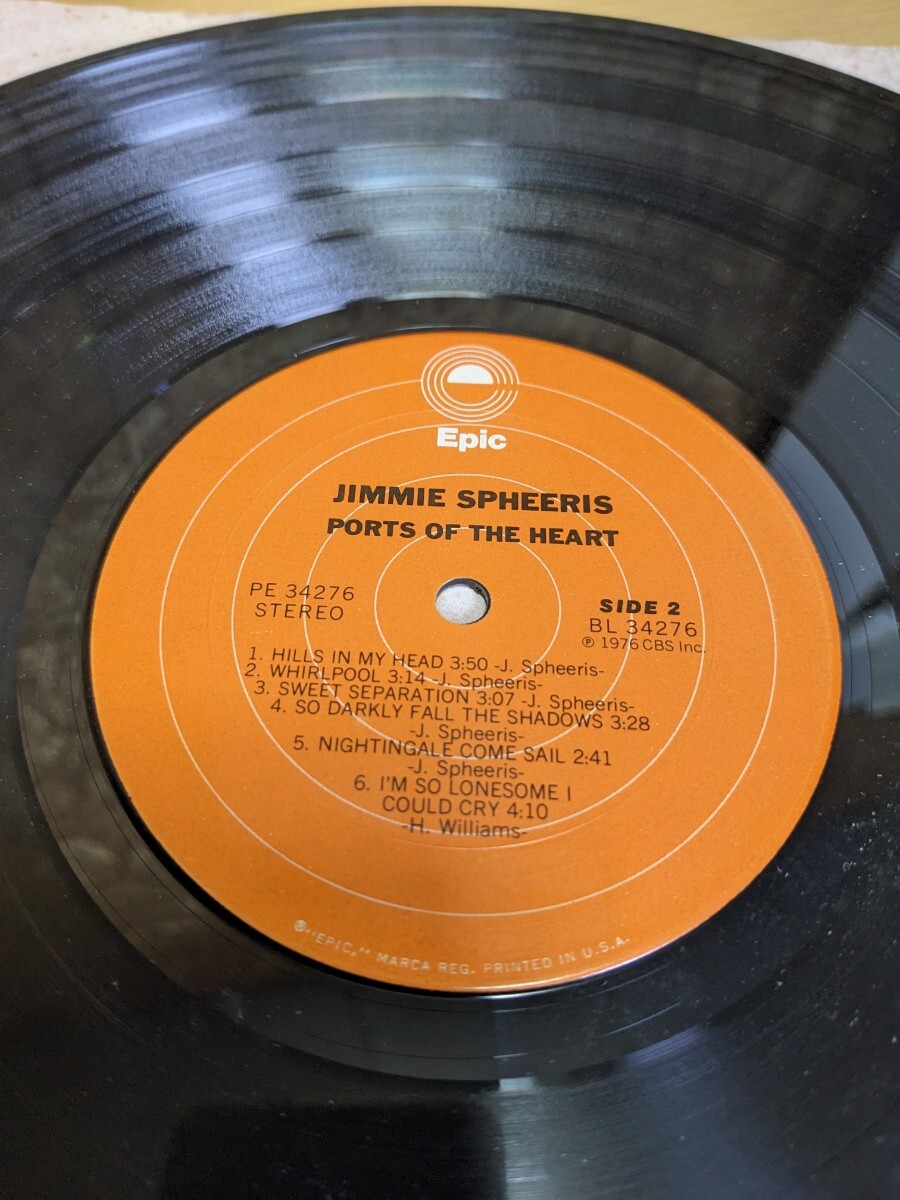 Epic
JIMMIE SPHEERIS
PORTS OF THE HEART
PE 34276
STEREO
SIDE 2
BL 34276
℗ 1976 CBS Inc.
1. HILLS IN MY HEAD 3:50 -J. Spheeris-
2. WHIRLPOOL 3:14 -J. Spheeris-
3. SWEET SEPARATION 3:07 -J. Spheeris-
4. SO DARKLY FALL THE SHADOWS 3:28
-J. Spheeris-
5. NIGHTINGALE COME SAIL 2:41
-J. Spheeris-
6. I'M SO LONESOME I
COULD CRY 4:10
-H. Williams-
®"EPIC," MARCA REG. PRINTED IN U.S.A.